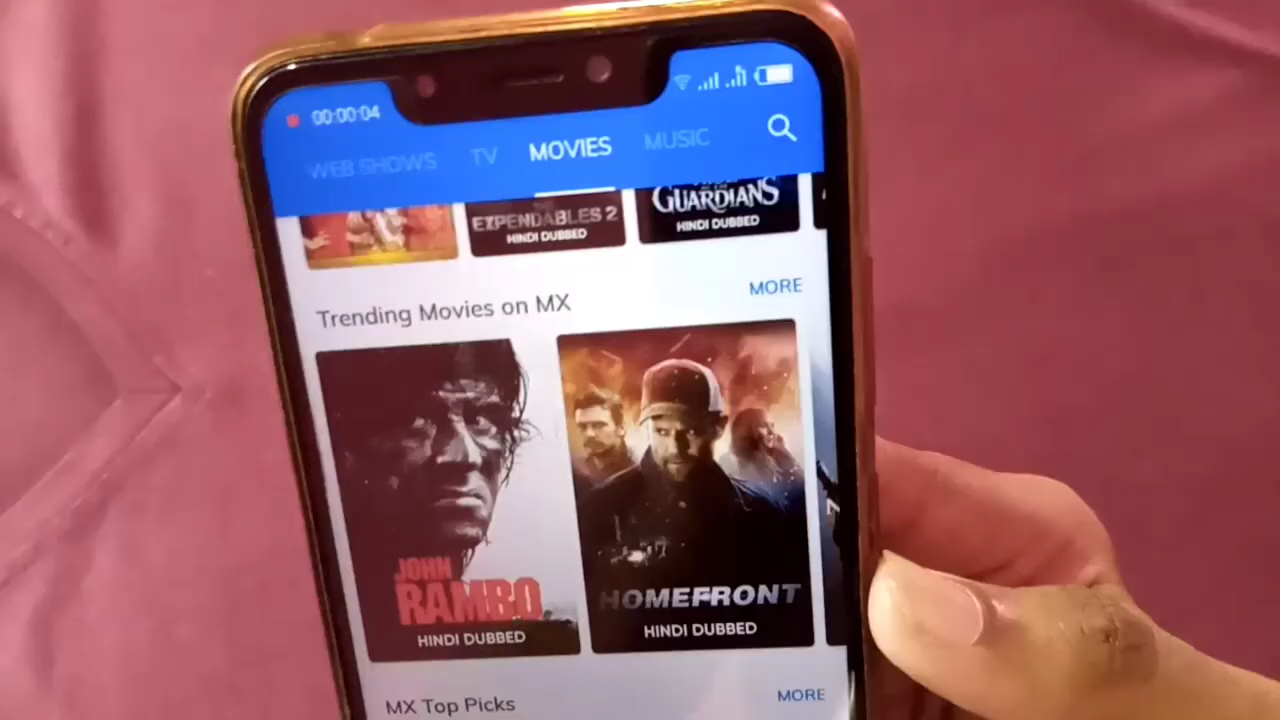 00:00:04
WEB SHOWS TV MOVIES MUSIC
EXPENDABLES 2
HINDI DUBBED
GUARDIANS
HINDI DUBBED
Trending Movies on MX MORE
JOHN
RAMBO
HINDI DUBBED
HOMEFRONT
HINDI DUBBED
MX Top Picks MORE